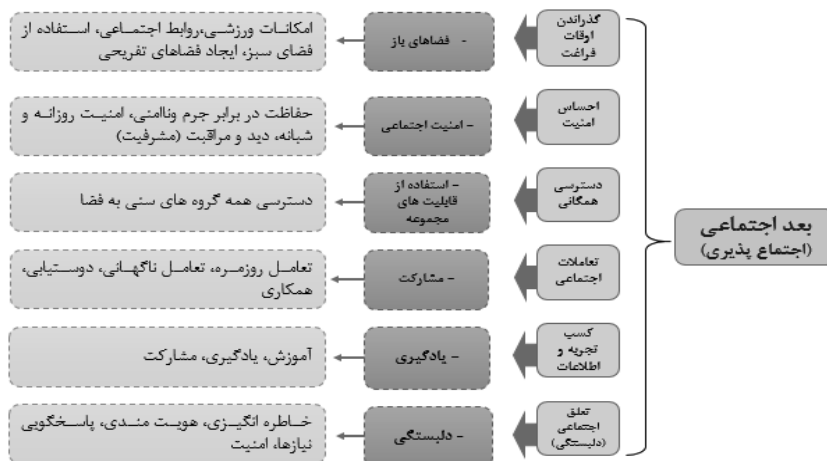 بعد اجتماعی
(اجتماع پذیری)
گذراندن
اوقات
فراغت
- فضاهای باز
امکانات ورزشی،روابط اجتماعی، استفاده از
فضای سبز، ایجاد فضاهای تفریحی
احساس
امنیت
- امنیت اجتماعی
حفاظت در برابر جرم وناامنی، امنیت روزانه و
شبانه، دید و مراقبت (مشرفیت)
دسترسی
همگانی
- استفاده از
قابلیت های
مجموعه
دسترسی همه گروه های سنی به فضا
تعاملات
اجتماعی
- مشارکت
تعامل روزمره، تعامل ناگهانی، دوستیابی،
همکاری
کسب
تجربه و
اطلاعات
- یادگیری
آموزش، یادگیری، مشارکت
تعلق
اجتماعی
(دلبستگی)
- دلبستگی
خاطره انگیزی، هویت مندی، پاسخگویی
نیازها، امنیت